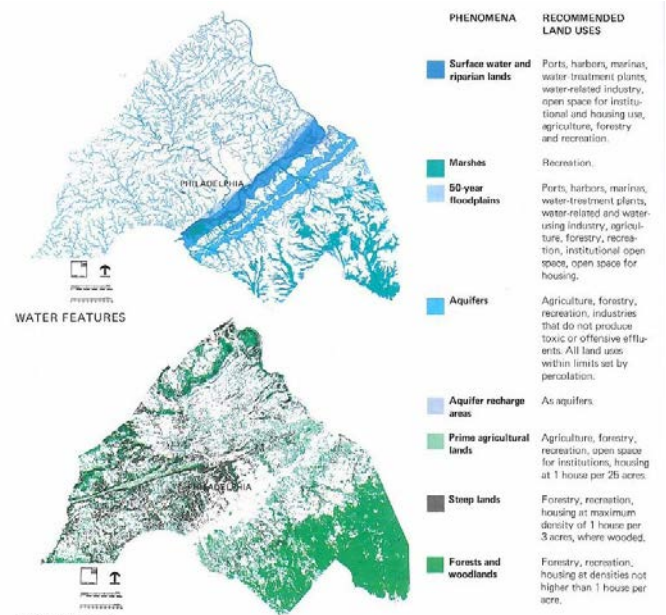 PHENOMENA
RECOMMENDED
LAND USES
Surface water and
riparian lands
Ports, harbors, marinas,
water-treatment plants,
water-related industry,
open space for institu-
tional and housing use,
agriculture, forestry
and recreation.
Marshes
Recreation.
50-year
floodplains
Ports, harbors, marinas,
water-treatment plants,
water-related and water-
using industry, agricul-
ture, forestry, recrea-
tion, institutional open
space, open space for
housing.
Aquifers
Agriculture, forestry,
recreation, industries
that do not produce
toxic or offensive efflu-
ents. All land uses
within limits set by
percolation.
Aquifer recharge
areas
As aquifers.
Prime agricultural
lands
Agriculture, forestry,
recreation, open space
for institutions, housing
at 1 house per 25 acres.
Steep lands
Forestry, recreation,
housing at maximum
density of 1 house per
3 acres, where wooded.
Forests and
woodlands
Forestry, recreation,
housing at densities not
higher than 1 house per
acre.
PHILADELPHIA
WATER FEATURES
PHILADELPHIA